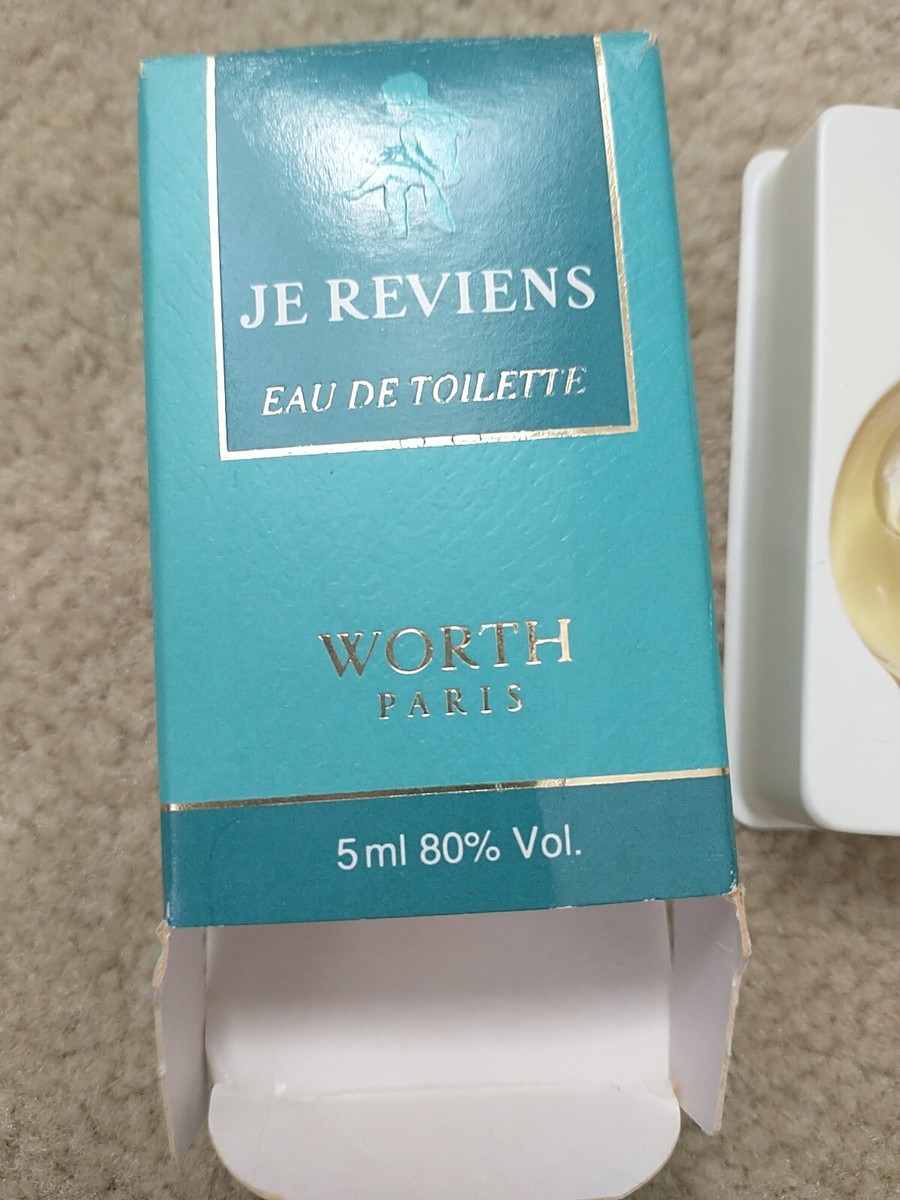 JE REVIENS
EAU DE TOILETTE
WORTH
PARIS
5ml 80% Vol.